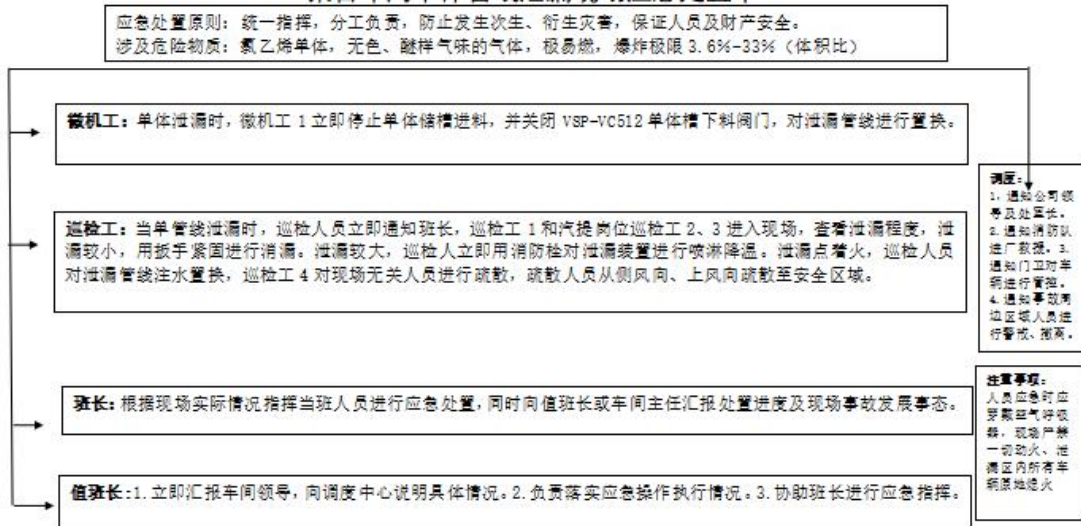 应急处置原则：统一指挥，分工负责，防止发生次生、衍生灾害，保证人员及财产安全。
涉及危险物质：氯乙烯单体，无色、醚样气味的气体，极易燃，爆炸极限 3.6%-33%（体积比）
微机工：单体泄漏时，微机工 1 立即停止单体储槽进料，并关闭 VSP-VC512 单体槽下料阀门，对泄漏管线进行置换。
巡检工：当单管线泄漏时，巡检人员立即通知班长，巡检工 1 和汽提岗位巡检工 2、3 进入现场，查看泄漏程度，泄
漏较小，用扳手紧固进行消漏。泄漏较大，巡检人立即用消防栓对泄漏装置进行喷淋降温。泄漏点着火，巡检人员
对泄漏管线注水置换，巡检工 4 对现场无关人员进行疏散，疏散人员从侧风向、上风向疏散至安全区域。
班长：根据现场实际情况指挥当班人员进行应急处置，同时向值班长或车间主任汇报处置进度及现场事故发展事态。
值班长：1.立即汇报车间领导，向调度中心说明具体情况。2.负责落实应急操作执行情况。3.协助班长进行应急指挥。
调度：
1、通知公司领
导及处室长。
2.通知消防队
进厂救援。3.
通知门卫对车
辆进行管控。
4.通知事故周
边区域人员进
行警戒、撤离。
注意事项：
人员应急时应
穿戴空气呼吸
器，现场严禁
一切动火、泄
漏区内所有车
辆原地熄火